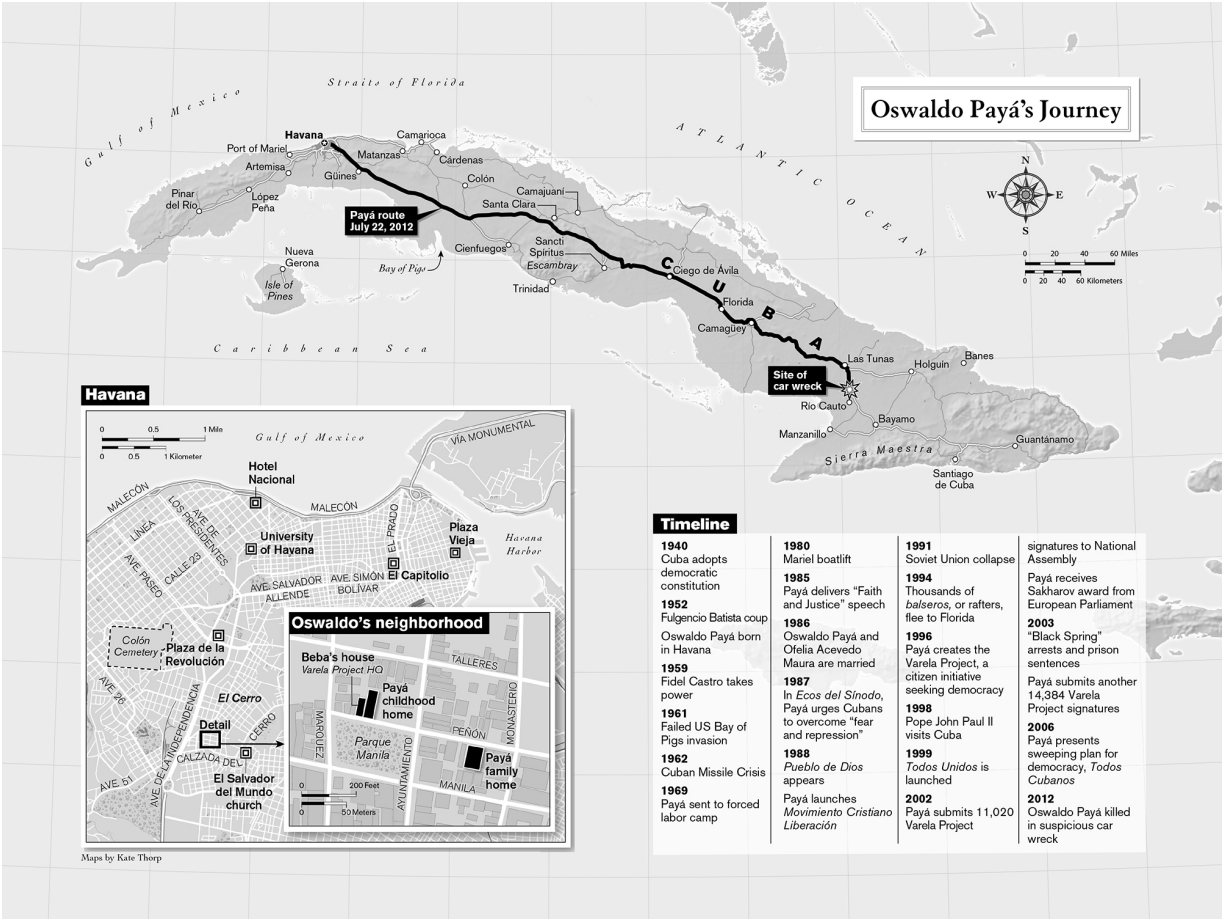 Oswaldo Payá's Journey
Straits of Florida
Gulf of Mexico
ATLANTIC OCEAN
N
W
E
S
0 20 40 60 Miles
0 20 40 60 Kilometers
Havana
Port of Mariel
Artemisa
Güines
Matanzas
Camarioca
Cárdenas
Colón
Camajuaní
Santa Clara
Pinar
del Río
López
Peña
Payá route
July 22, 2012
Cienfuegos
Bay of Pigs
Sancti
Spíritus
Escambray
Trinidad
Nueva
Gerona
Isle of
Pines
CUBA
Ciego de Ávila
Florida
Camagüey
Las Tunas
Holguín
Banes
Site of
car wreck
Río Cauto
Bayamo
Manzanillo
Sierra Maestra
Guantánamo
Santiago
de Cuba
Caribbean Sea
Havana
0 0.5 1 Mile
0 0.5 1 Kilometer
Gulf of Mexico
VÍA MONUMENTAL
Hotel
Nacional
MALECÓN
MALECÓN
LÍNEA
AVE. DE
LOS PRESIDENTES
AVE. PASEO
CALLE 23
University
of Havana
EL PRADO
Plaza
Vieja
Havana
Harbor
El Capitolio
AVE. SALVADOR
ALLENDE
AVE. SIMÓN
BOLÍVAR
Colón
Cemetery
Plaza de la
Revolución
AVE. 26
El Cerro
Detail
CALZADA DEL CERRO
AVE. DE LA INDEPENDENCIA
AVE. 51
El Salvador
del Mundo
church
Oswaldo's neighborhood
Beba's house
Varela Project HQ
Payá
childhood
home
TALLERES
MONASTERIO
MARQUEZ
Parque
Manila
PEÑÓN
AYUNTAMIENTO
MANILA
Payá
family
home
0 200 Feet
0 50 Meters
Maps by Kate Thorp
Timeline
1940
Cuba adopts
democratic
constitution
1952
Fulgencio Batista coup
Oswaldo Payá born
in Havana
1959
Fidel Castro takes
power
1961
Failed US Bay of
Pigs invasion
1962
Cuban Missile Crisis
1969
Payá sent to forced
labor camp
1980
Mariel boatlift
1985
Payá delivers “Faith
and Justice” speech
1986
Oswaldo Payá and
Ofelia Acevedo
Maura are married
1987
In Ecos del Sínodo,
Payá urges Cubans
to overcome “fear
and repression”
1988
Pueblo de Dios
appears
Payá launches
Movimiento Cristiano
Liberación
1991
Soviet Union collapse
1994
Thousands of
balseros, or rafters,
flee to Florida
1996
Payá creates the
Varela Project, a
citizen initiative
seeking democracy
1998
Pope John Paul II
visits Cuba
1999
Todos Unidos is
launched
2002
Payá submits 11,020
Varela Project
signatures to National
Assembly
Payá receives
Sakharov award from
European Parliament
2003
“Black Spring”
arrests and prison
sentences
Payá submits another
14,384 Varela
Project signatures
2006
Payá presents
sweeping plan for
democracy, Todos
Cubanos
2012
Oswaldo Payá killed
in suspicious car
wreck